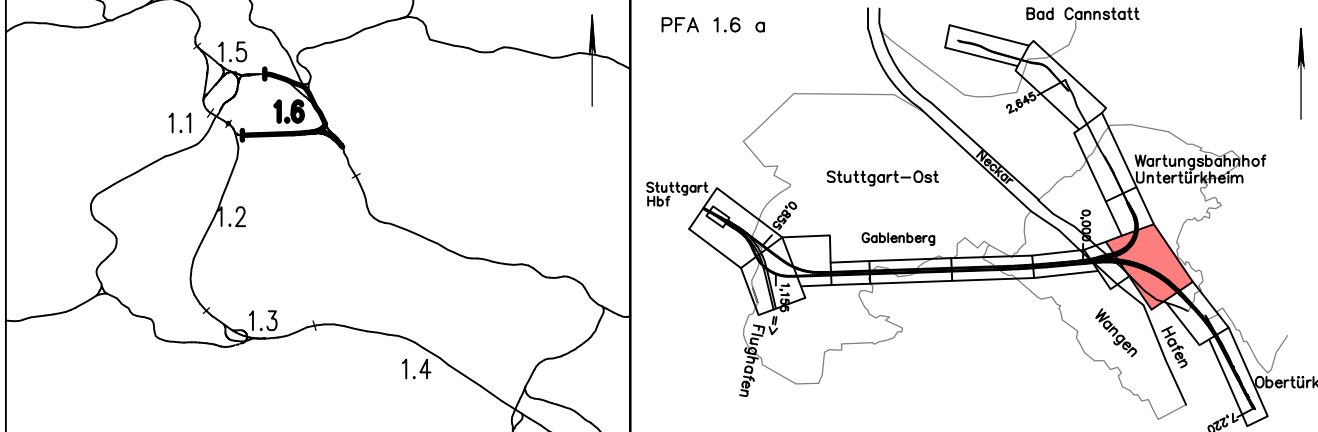 1.5
1.6
1.1
1.2
1.3
1.4
PFA 1.6 a
Bad Cannstatt
2,645
Neckar
Wartungsbahnhof
Untertürkheim
Stuttgart-Ost
Stuttgart
Hbf
0,855
Gablenberg
0,000
1,156 =>
Flughafen
Wangen
Hafen
Obertürk
7,220